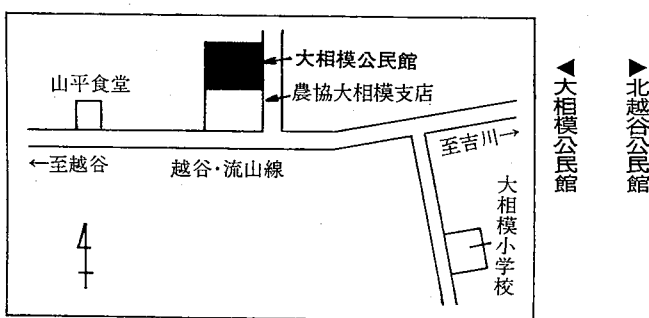 ▶北越谷公民館
◀大相模公民館
大相模公民館
農協大相模支店
山平食堂
←至越谷
越谷・流山線
至吉川→
大相模小学校